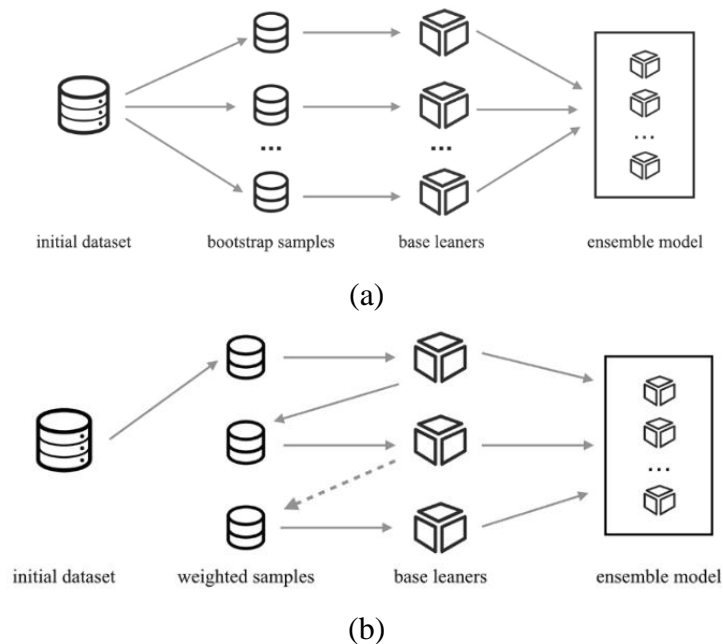 ...
...
...
initial dataset
bootstrap samples
base leaners
ensemble model
(a)
...
initial dataset
weighted samples
base leaners
ensemble model
(b)